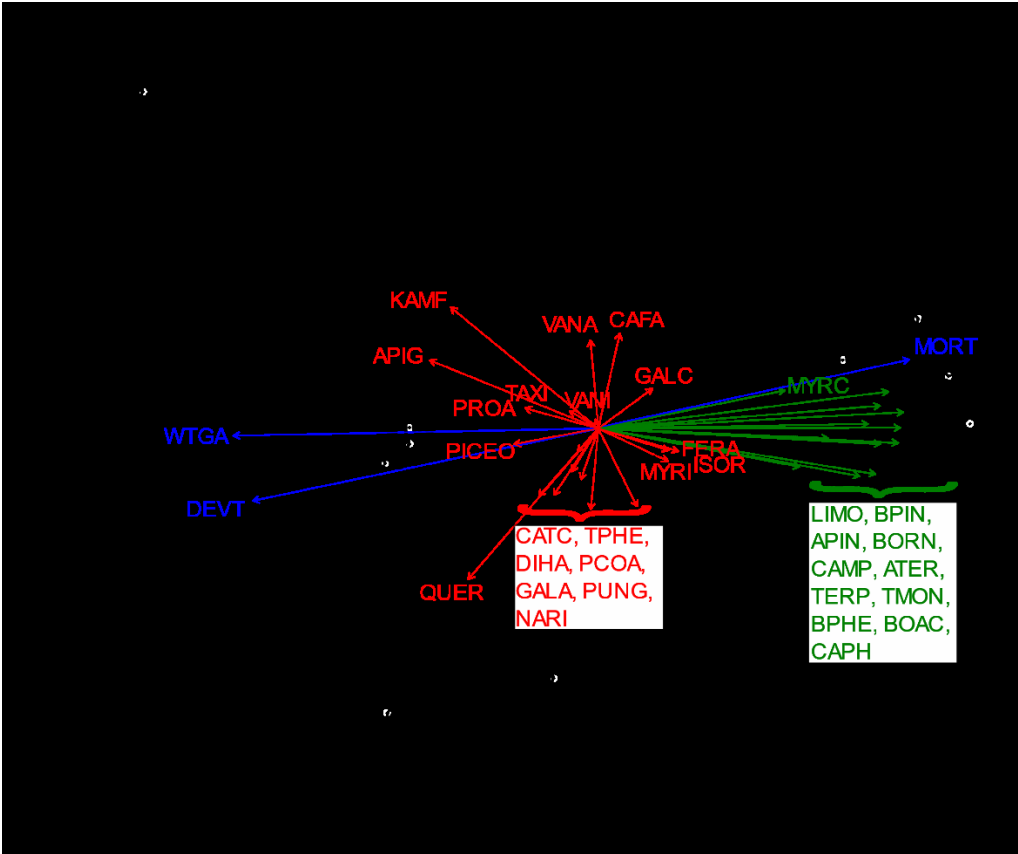 KAMF
VANA
CAFA
MORT
APIG
GALC
MYRC
TAXI
VANI
PROA
WTGA
PICEO
FERA
MYRI
ISOR
DEVT
LIMO, BPIN,
APIN, BORN,
CAMP, ATER,
TERP, TMON,
BPHE, BOAC,
CAPH
CATC, TPHE,
DIHA, PCOA,
GALA, PUNG,
NARI
QUER